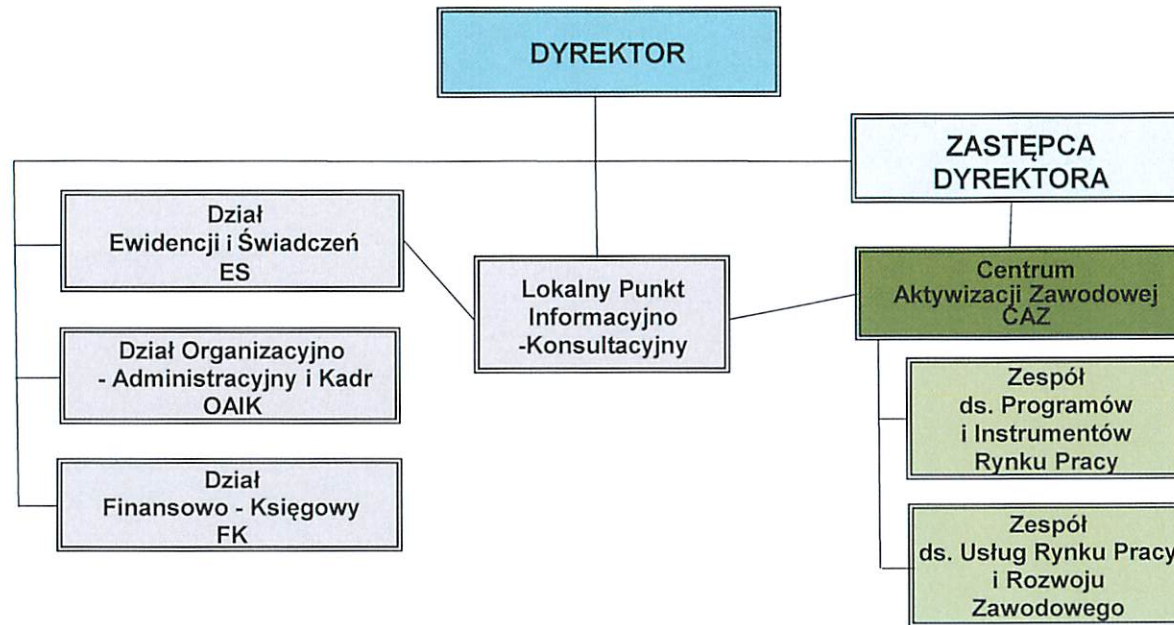 DYREKTOR
ZASTĘPCA
DYREKTORA
Dział
Ewidencji i Świadczeń
ES
Lokalny Punkt
Informacyjno
-Konsultacyjny
Centrum
Aktywizacji Zawodowej
CAZ
Dział Organizacyjno
- Administracyjny i Kadr
OAIK
Zespół
ds. Programów
i Instrumentów
Rynku Pracy
Dział
Finansowo - Księgowy
FK
Zespół
ds. Usług Rynku Pracy
i Rozwoju
Zawodowego